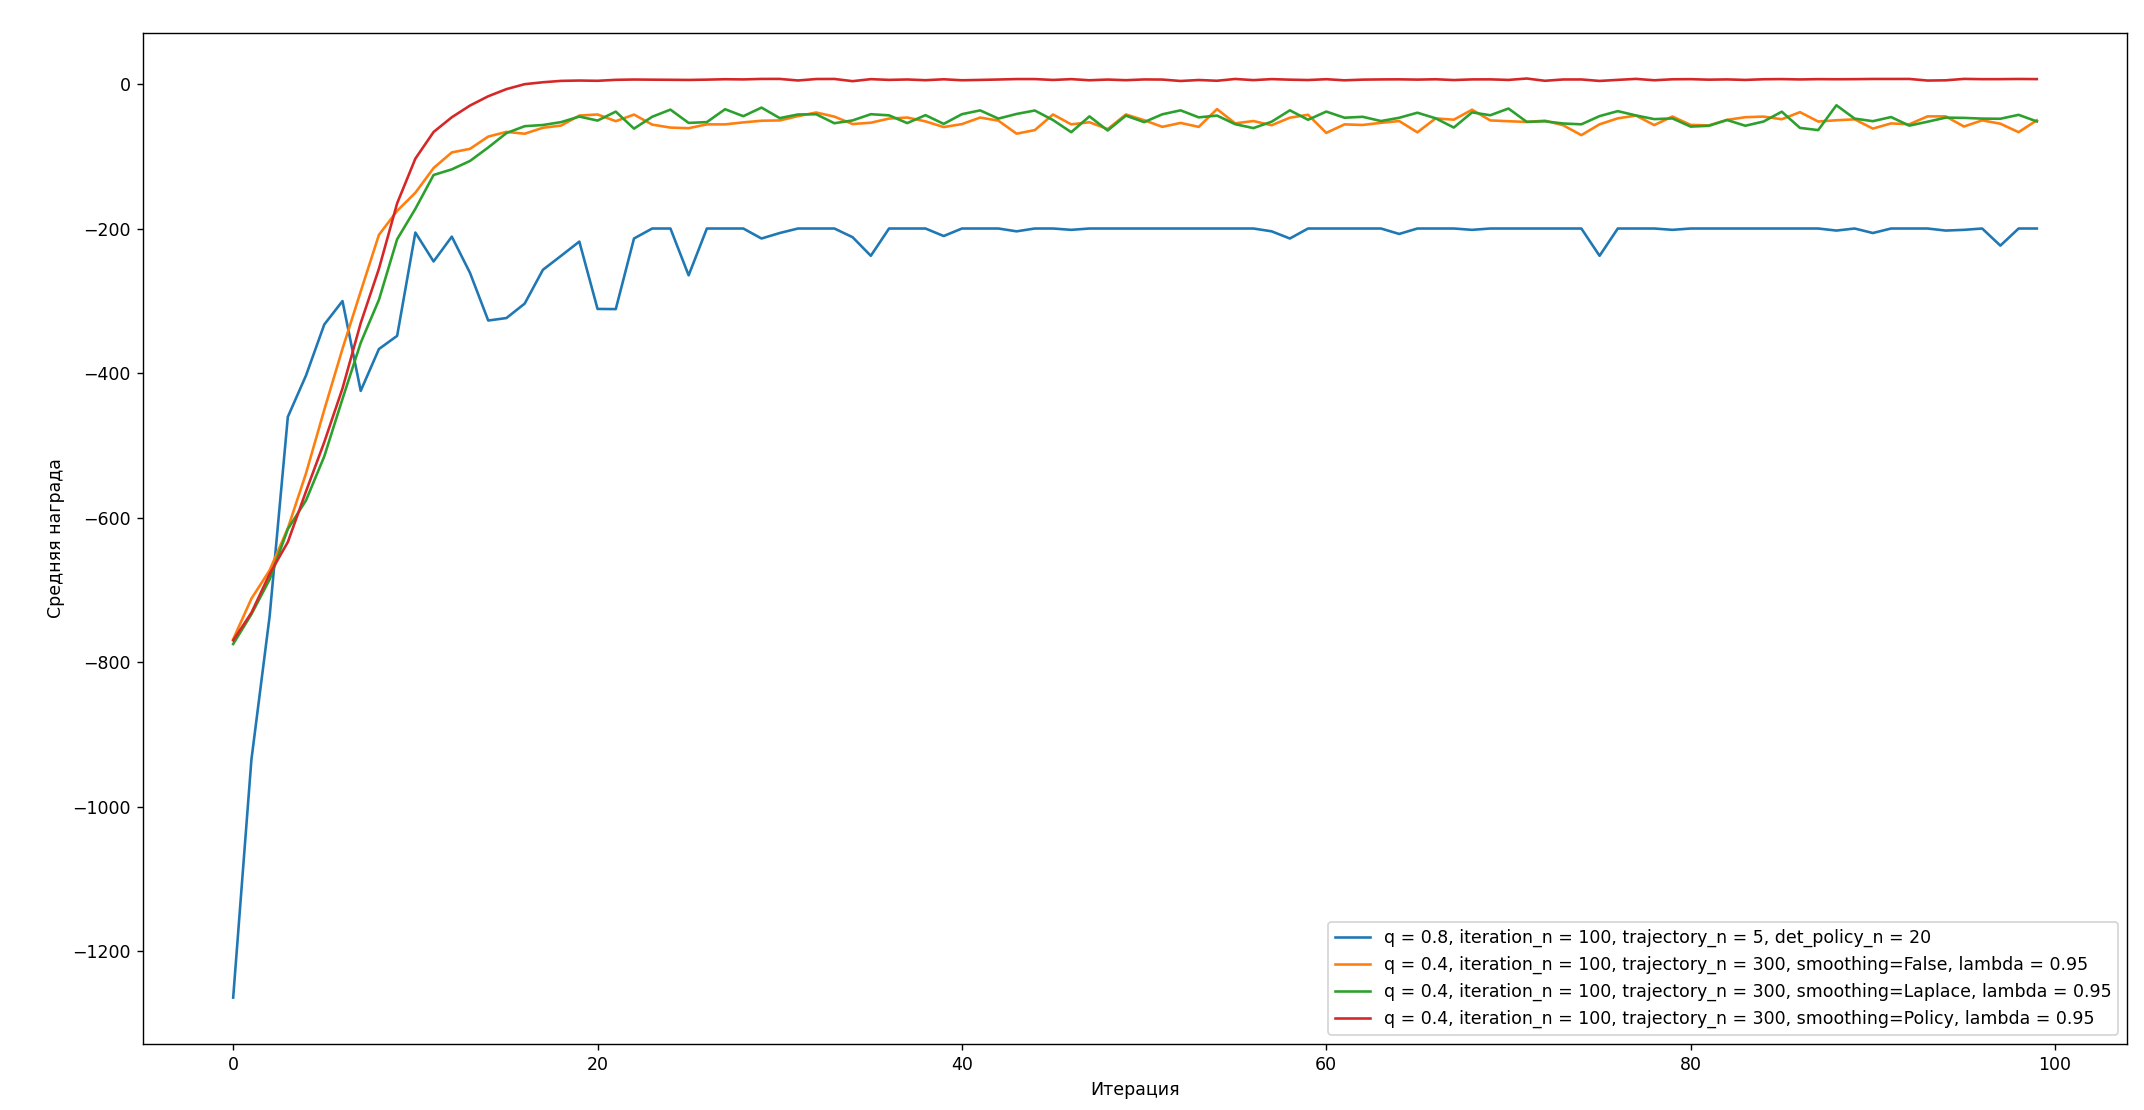 0
−200
−400
−600
−800
−1000
−1200
Средняя награда
0
20
40
60
80
100
Итерация
q = 0.8, iteration_n = 100, trajectory_n = 5, det_policy_n = 20
q = 0.4, iteration_n = 100, trajectory_n = 300, smoothing=False, lambda = 0.95
q = 0.4, iteration_n = 100, trajectory_n = 300, smoothing=Laplace, lambda = 0.95
q = 0.4, iteration_n = 100, trajectory_n = 300, smoothing=Policy, lambda = 0.95